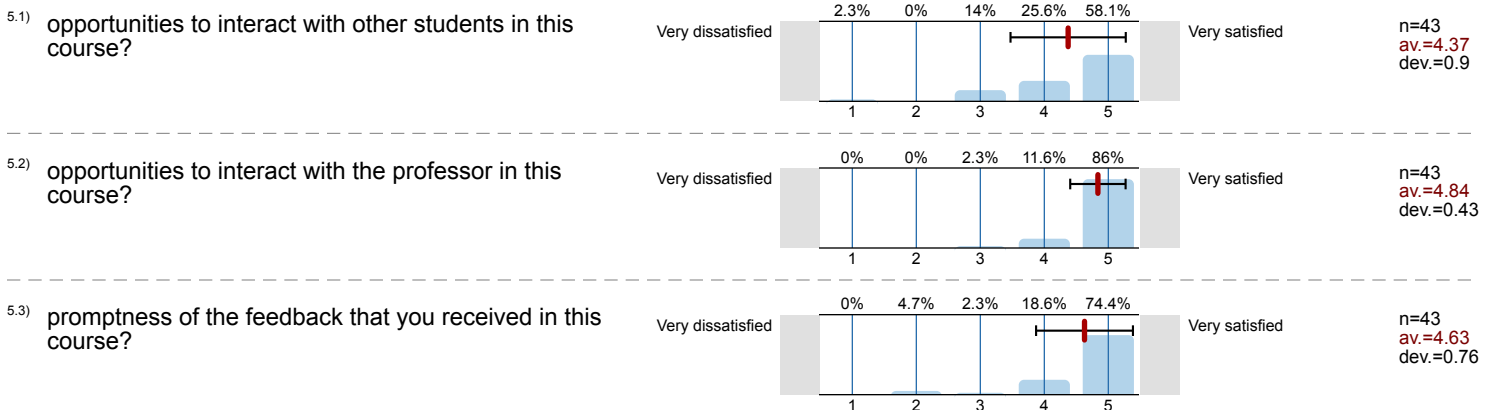 5.1) opportunities to interact with other students in this
course?
Very dissatisfied
2.3% 0% 14% 25.6% 58.1%
1 2 3 4 5
Very satisfied
n=43
av.=4.37
dev.=0.9
5.2) opportunities to interact with the professor in this
course?
Very dissatisfied
0% 0% 2.3% 11.6% 86%
1 2 3 4 5
Very satisfied
n=43
av.=4.84
dev.=0.43
5.3) promptness of the feedback that you received in this
course?
Very dissatisfied
0% 4.7% 2.3% 18.6% 74.4%
1 2 3 4 5
Very satisfied
n=43
av.=4.63
dev.=0.76